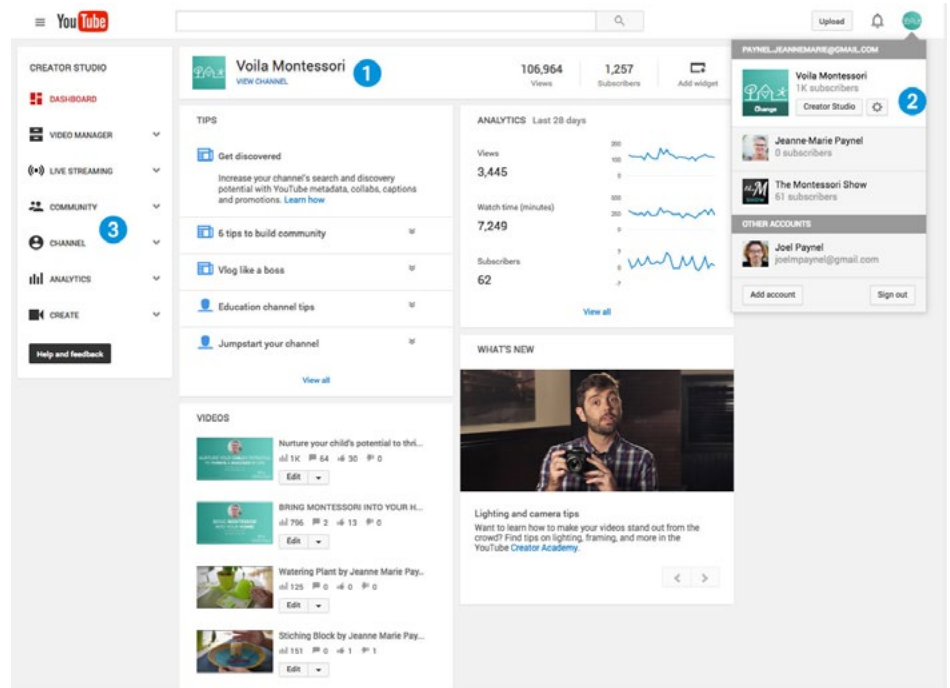 YouTube
Upload
CREATOR STUDIO
DASHBOARD
VIDEO MANAGER
LIVE STREAMING
COMMUNITY
3
CHANNEL
ANALYTICS
CREATE
Help and feedback
Voila Montessori
VIEW CHANNEL
1
106,964
Views
1,257
Subscribers
Add widget
TIPS
Get discovered
Increase your channel's search and discovery
potential with YouTube metadata, collabs, captions
and promotions. Learn how
6 tips to build community
Vlog like a boss
Education channel tips
Jumpstart your channel
View all
VIDEOS
Nurture your child's potential to thri...
1K 64 30 0
Edit
BRING MONTESSORI INTO YOUR H...
796 2 13 0
Edit
Watering Plant by Jeanne Marie Pay..
125 0 0 0
Edit
Stiching Block by Jeanne Marie Pay...
151 0 1 1
Edit
ANALYTICS Last 28 days
Views
3,445
200
100
0
Watch time (minutes)
7,249
0
Subscribers
62
0
View all
WHAT'S NEW
Lighting and camera tips
Want to learn how to make your videos stand out from the
crowd? Find tips on lighting, framing, and more in the
YouTube Creator Academy.
PAYNEL.JEANNEMARIE@GMAIL.COM
Voila Montessori
1K subscribers
Change
Creator Studio
2
Jeanne-Marie Paynel
0 subscribers
The Montessori Show
61 subscribers
OTHER ACCOUNTS
Joel Paynel
joelmpaynel@gmail.com
Add account
Sign out